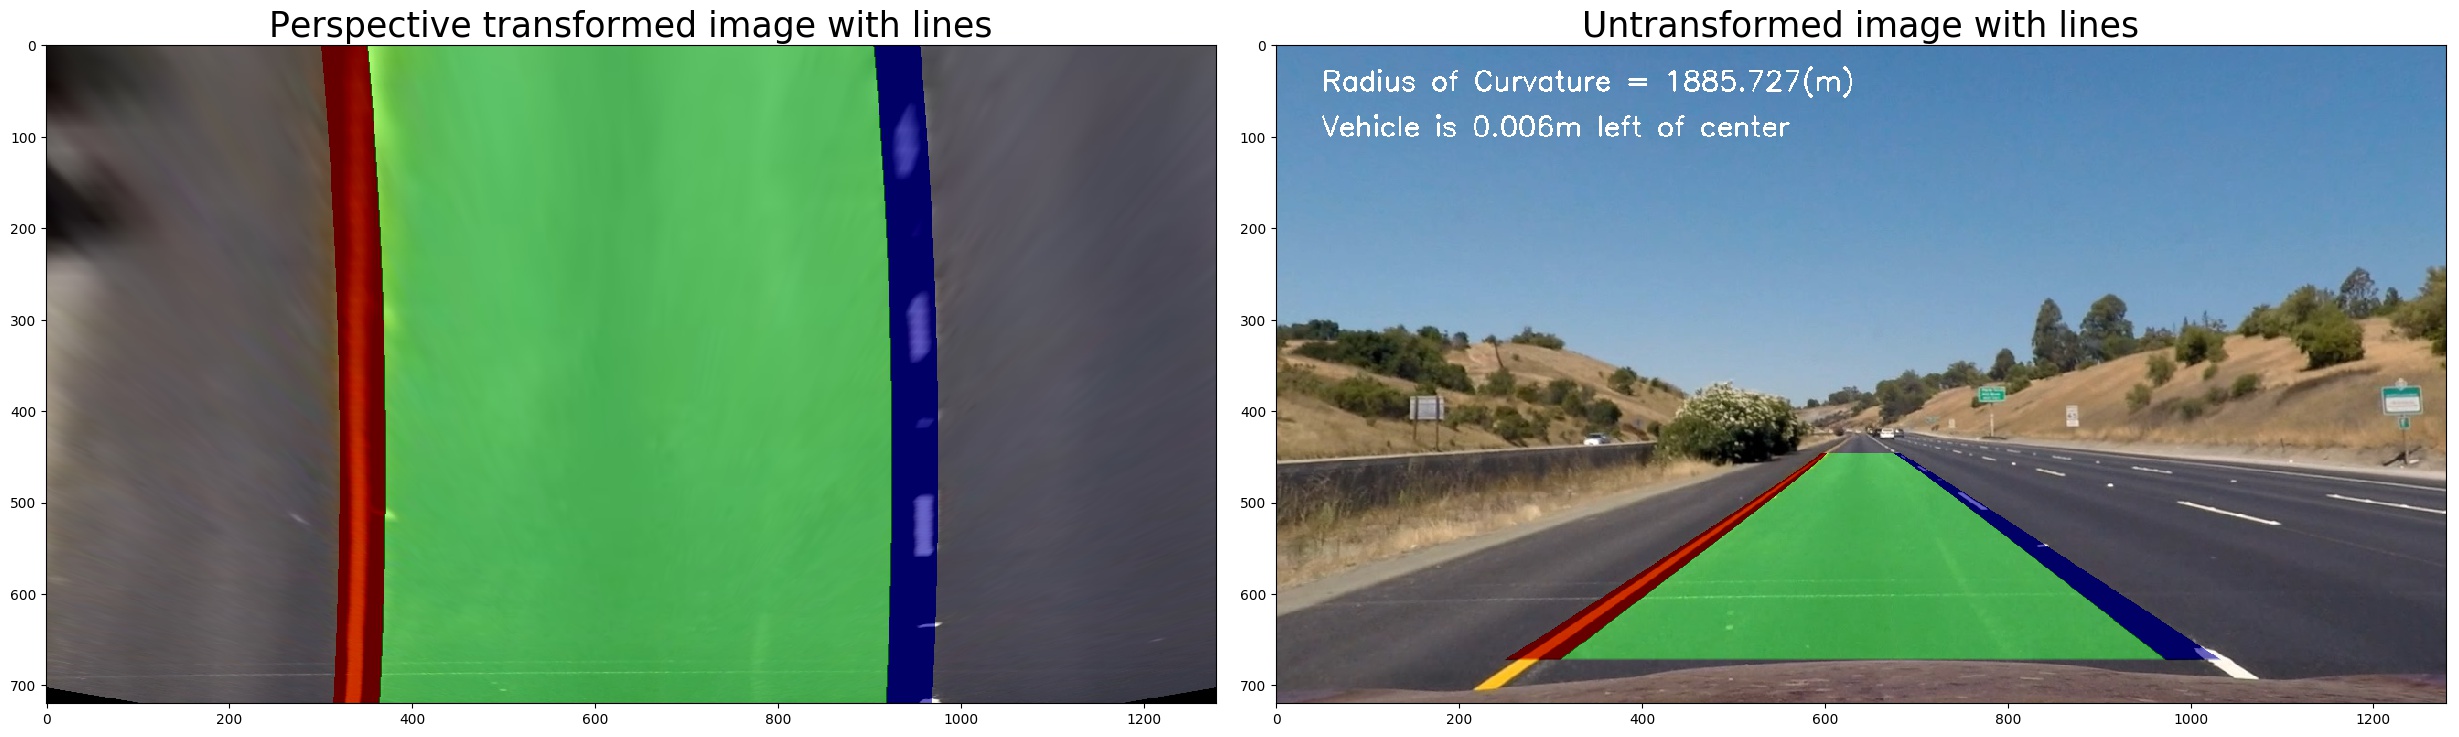 Perspective transformed image with lines
0
100
200
300
400
500
600
700
0 200 400 600 800 1000 1200
Untransformed image with lines
Radius of Curvature = 1885.727(m)
Vehicle is 0.006m left of center
0
100
200
300
400
500
600
700
0 200 400 600 800 1000 1200